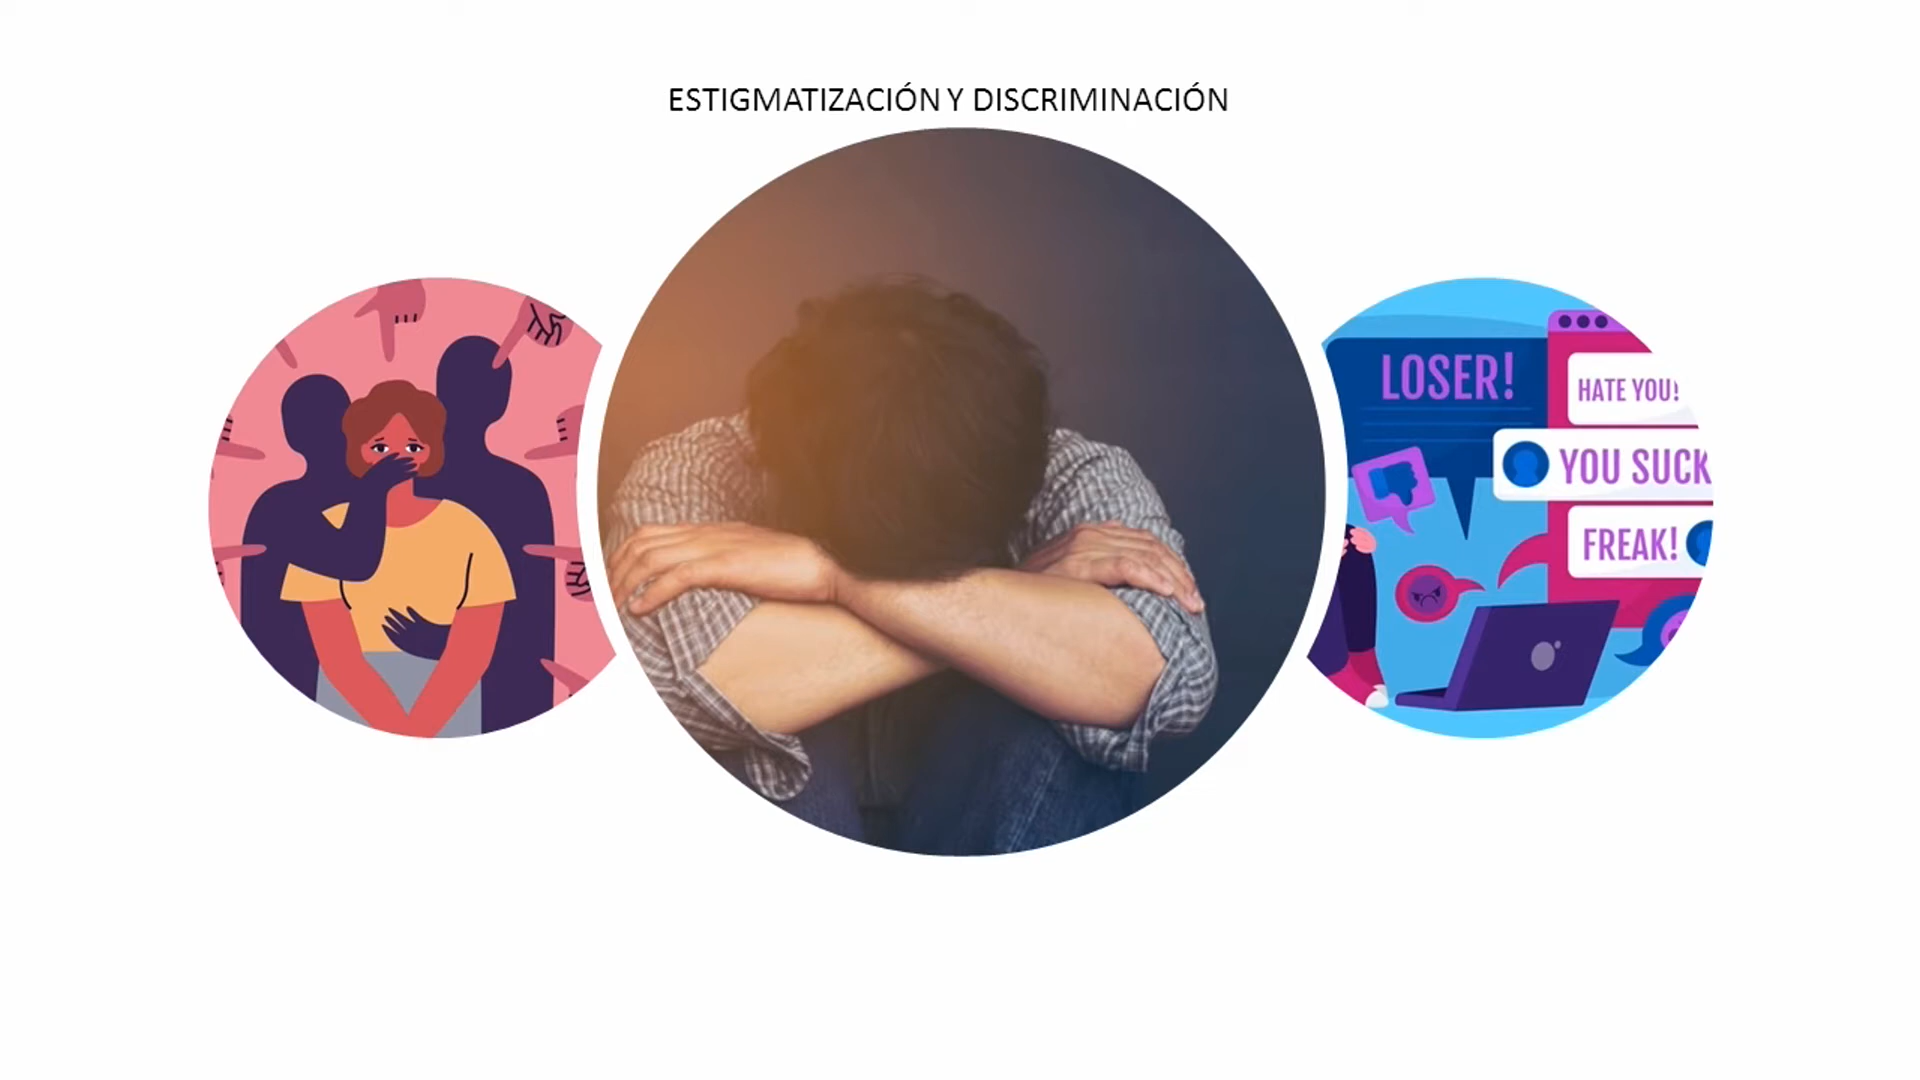 ESTIGMATIZACIÓN Y DISCRIMINACIÓN
LOSER!
HATE YOU!
YOU SUCK
FREAK!